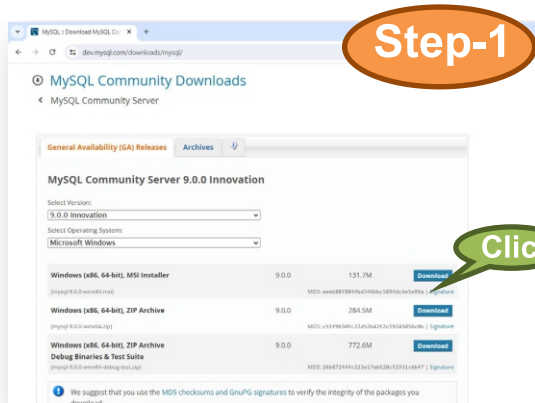 MySQL :: Download MySQL Co
dev.mysql.com/downloads/mysql/
Step-1
MySQL Community Downloads
MySQL Community Server
General Availability (GA) Releases Archives
MySQL Community Server 9.0.0 Innovation
Select Version:
9.0.0 Innovation
Select Operating System:
Microsoft Windows
Clic
Windows (x86, 64-bit), MSI Installer 9.0.0 131.7M Download
(mysql-9.0.0-winx64.msi) MD5: | Signature
Windows (x86, 64-bit), ZIP Archive 9.0.0 284.5M Download
(mysql-9.0.0-winx64.zip) MD5: | Signature
Windows (x86, 64-bit), ZIP Archive 9.0.0 772.6M Download
Debug Binaries & Test Suite
(mysql-9.0.0-winx64-debug-test.zip) MD5: | Signature
We suggest that you use the MD5 checksums and GnuPG signatures to verify the integrity of the packages you
download.